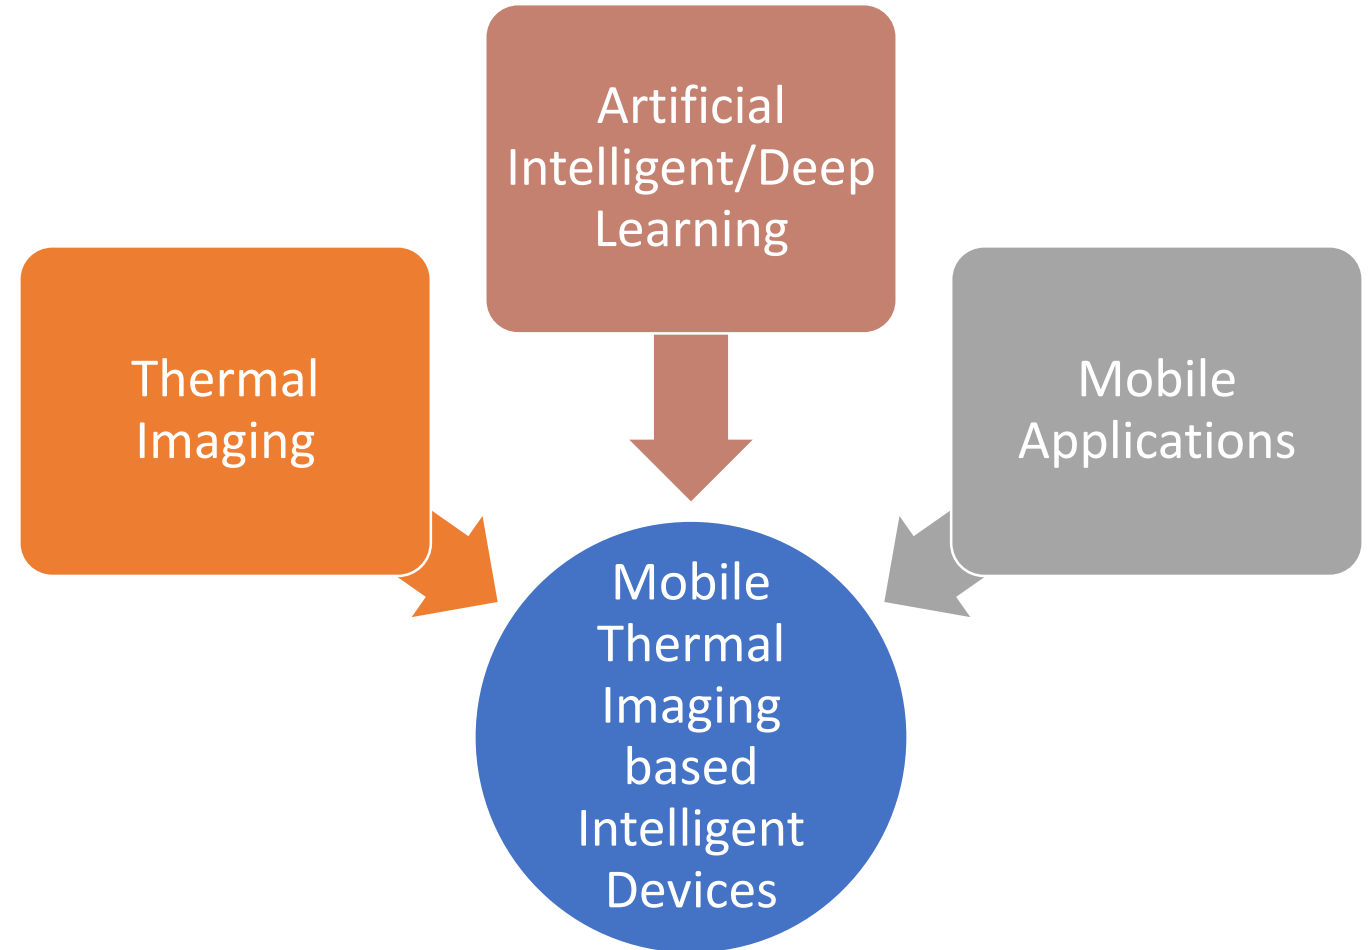 Artificial
Intelligent/Deep
Learning
Thermal
Imaging
Mobile
Applications
Mobile
Thermal
Imaging
based
Intelligent
Devices